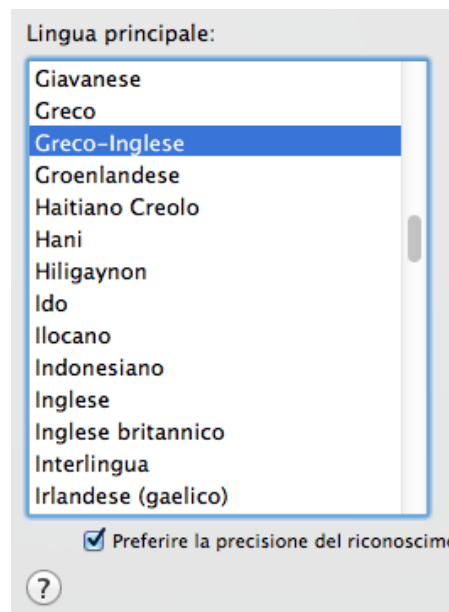 Lingua principale:
Giavanese
Greco
Greco-Inglese
Groenlandese
Haitiano Creolo
Hani
Hiligaynon
Ido
Ilocano
Indonesiano
Inglese
Inglese britannico
Interlingua
Irlandese (gaelico)
Preferire la precisione del riconoscim
?